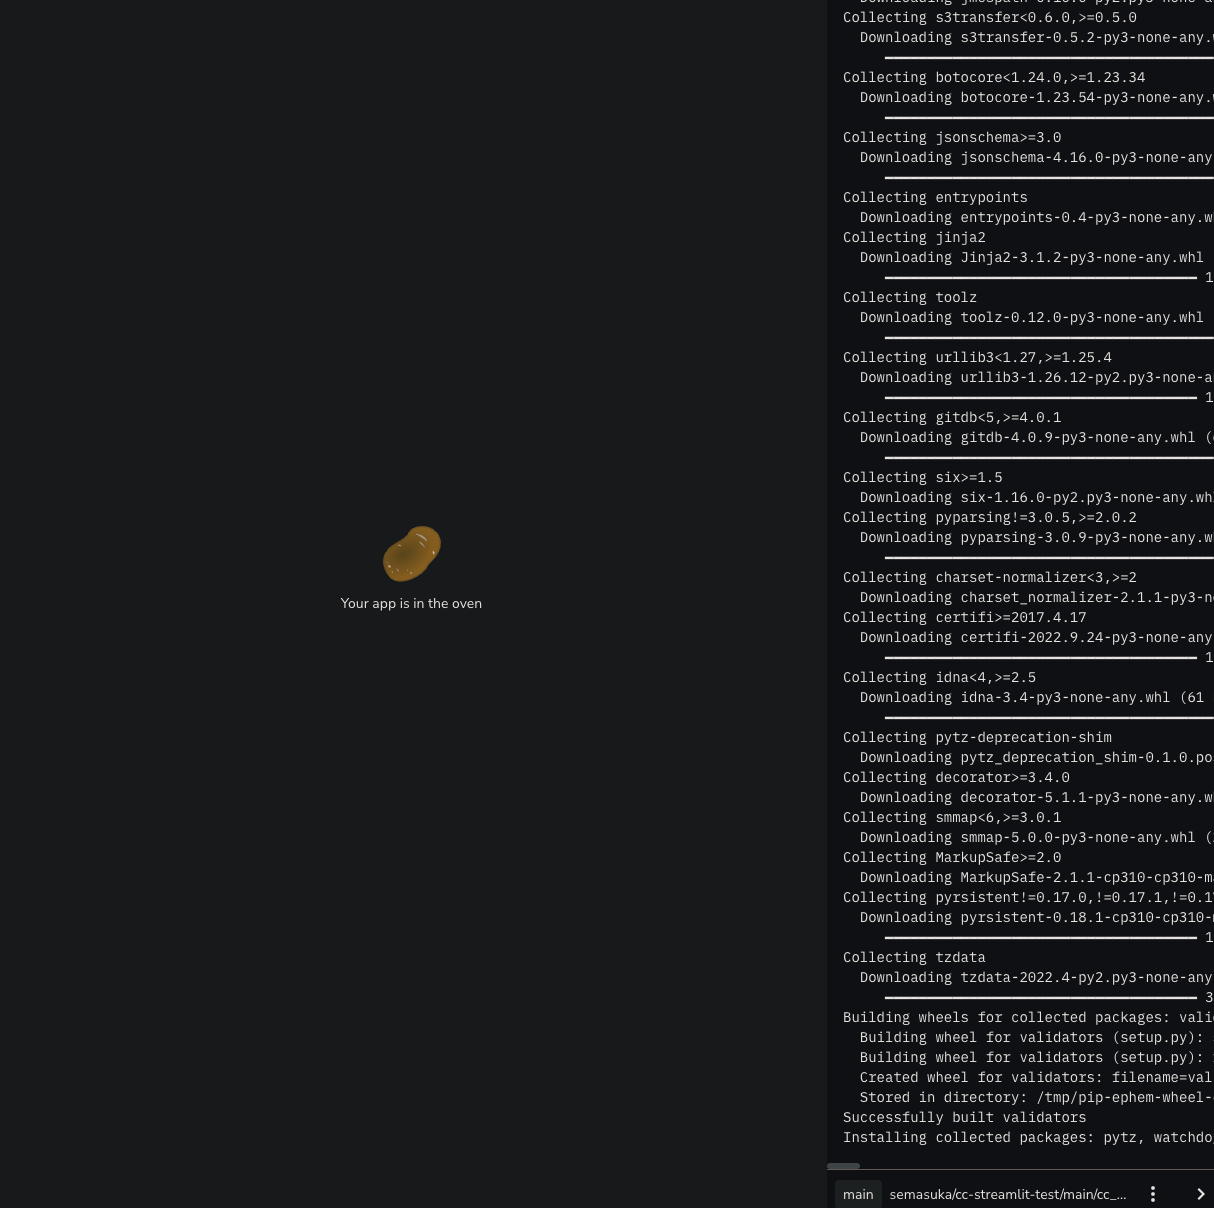 Your app is in the oven
Collecting s3transfer<0.6.0,>=0.5.0
Downloading s3transfer-0.5.2-py3-none-any.
Collecting botocore<1.24.0,>=1.23.34
Downloading botocore-1.23.54-py3-none-any.
Collecting jsonschema>=3.0
Downloading jsonschema-4.16.0-py3-none-any
Collecting entrypoints
Downloading entrypoints-0.4-py3-none-any.w
Collecting jinja2
Downloading Jinja2-3.1.2-py3-none-any.whl
1
Collecting toolz
Downloading toolz-0.12.0-py3-none-any.whl
Collecting urllib3<1.27,>=1.25.4
Downloading urllib3-1.26.12-py2.py3-none-a
1
Collecting gitdb<5,>=4.0.1
Downloading gitdb-4.0.9-py3-none-any.whl (
Collecting six>=1.5
Downloading six-1.16.0-py2.py3-none-any.wh
Collecting pyparsing!=3.0.5,>=2.0.2
Downloading pyparsing-3.0.9-py3-none-any.w
Collecting charset-normalizer<3,>=2
Downloading charset_normalizer-2.1.1-py3-n
Collecting certifi>=2017.4.17
Downloading certifi-2022.9.24-py3-none-any
1
Collecting idna<4,>=2.5
Downloading idna-3.4-py3-none-any.whl (61
Collecting pytz-deprecation-shim
Downloading pytz_deprecation_shim-0.1.0.po
Collecting decorator>=3.4.0
Downloading decorator-5.1.1-py3-none-any.w
Collecting smmap<6,>=3.0.1
Downloading smmap-5.0.0-py3-none-any.whl (
Collecting MarkupSafe>=2.0
Downloading MarkupSafe-2.1.1-cp310-cp310-m
Collecting pyrsistent!=0.17.0,!=0.17.1,!=0.1
Downloading pyrsistent-0.18.1-cp310-cp310-
1
Collecting tzdata
Downloading tzdata-2022.4-py2.py3-none-any
3
Building wheels for collected packages: vali
Building wheel for validators (setup.py):
Building wheel for validators (setup.py):
Created wheel for validators: filename=val
Stored in directory: /tmp/pip-ephem-wheel-
Successfully built validators
Installing collected packages: pytz, watchdo
main semasuka/cc-streamlit-test/main/cc_...